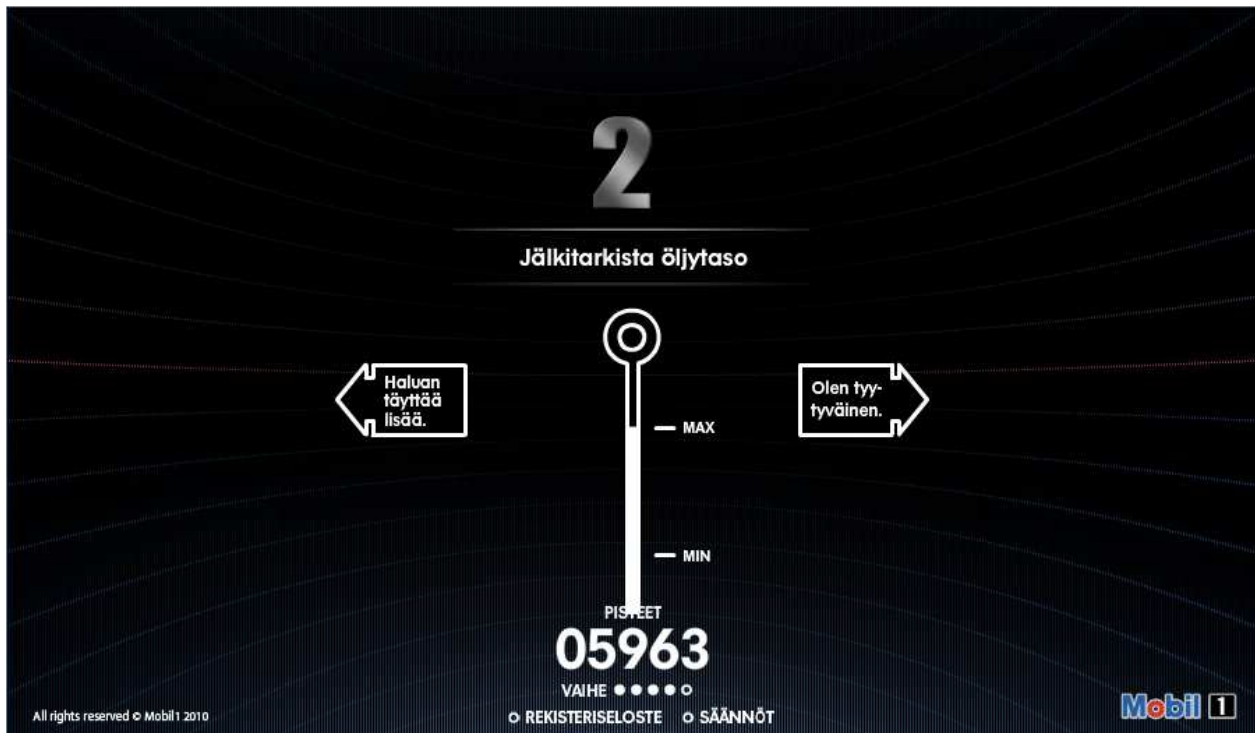 2
Jälkitarkista öljytaso
Haluan
täyttää
lisää.
Olen tyy-
tyväinen.
MAX
MIN
PISTEET
05963
VAIHE
REKISTERISELOSTE SÄÄNNÖT
All rights reserved © Mobil1 2010
Mobil 1